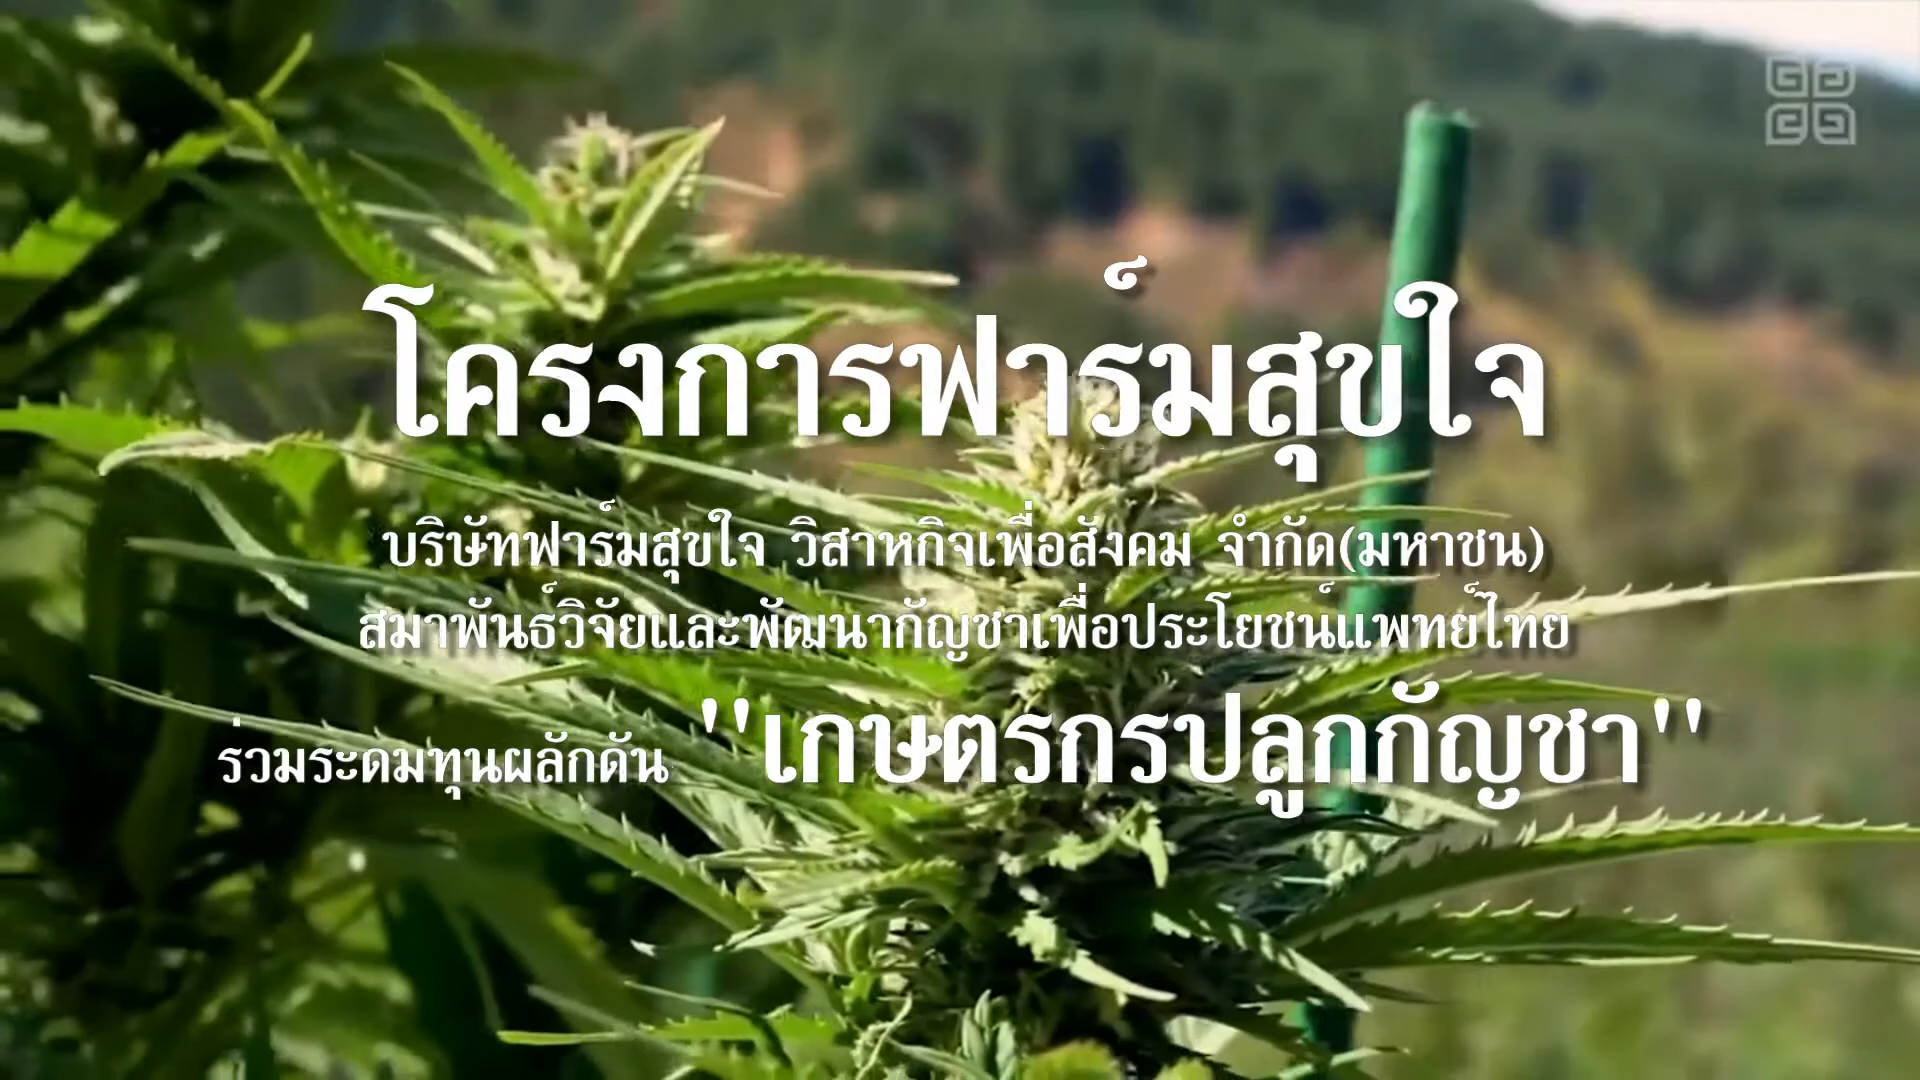 โครงการฟาร์มสุขใจ
บริษัทฟาร์มสุขใจ วิสาหกิจเพื่อสังคม จำกัด(มหาชน)
สมาพันธ์วิจัยและพัฒนากัญชาเพื่อประโยชน์แพทย์ไทย
ร่วมระดมทุนผลักดัน ''เกษตรกรปลูกกัญชา''